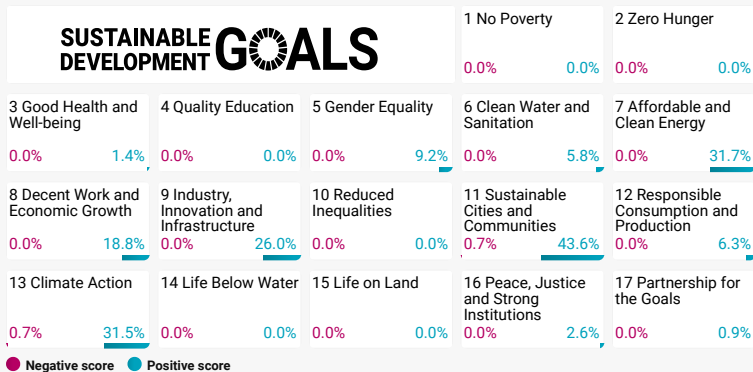 SUSTAINABLE
DEVELOPMENT
GOALS
1 No Poverty
0.0% 0.0%
2 Zero Hunger
0.0% 0.0%
3 Good Health and
Well-being
0.0% 1.4%
4 Quality Education
0.0% 0.0%
5 Gender Equality
0.0% 9.2%
6 Clean Water and
Sanitation
0.0% 5.8%
7 Affordable and
Clean Energy
0.0% 31.7%
8 Decent Work and
Economic Growth
0.0% 18.8%
9 Industry,
Innovation and
Infrastructure
0.0% 26.0%
10 Reduced
Inequalities
0.0% 0.0%
11 Sustainable
Cities and
Communities
0.7% 43.6%
12 Responsible
Consumption and
Production
0.0% 6.3%
13 Climate Action
0.7% 31.5%
14 Life Below Water
0.0% 0.0%
15 Life on Land
0.0% 0.0%
16 Peace, Justice
and Strong
Institutions
0.0% 2.6%
17 Partnership for
the Goals
0.0% 0.9%
Negative score Positive score